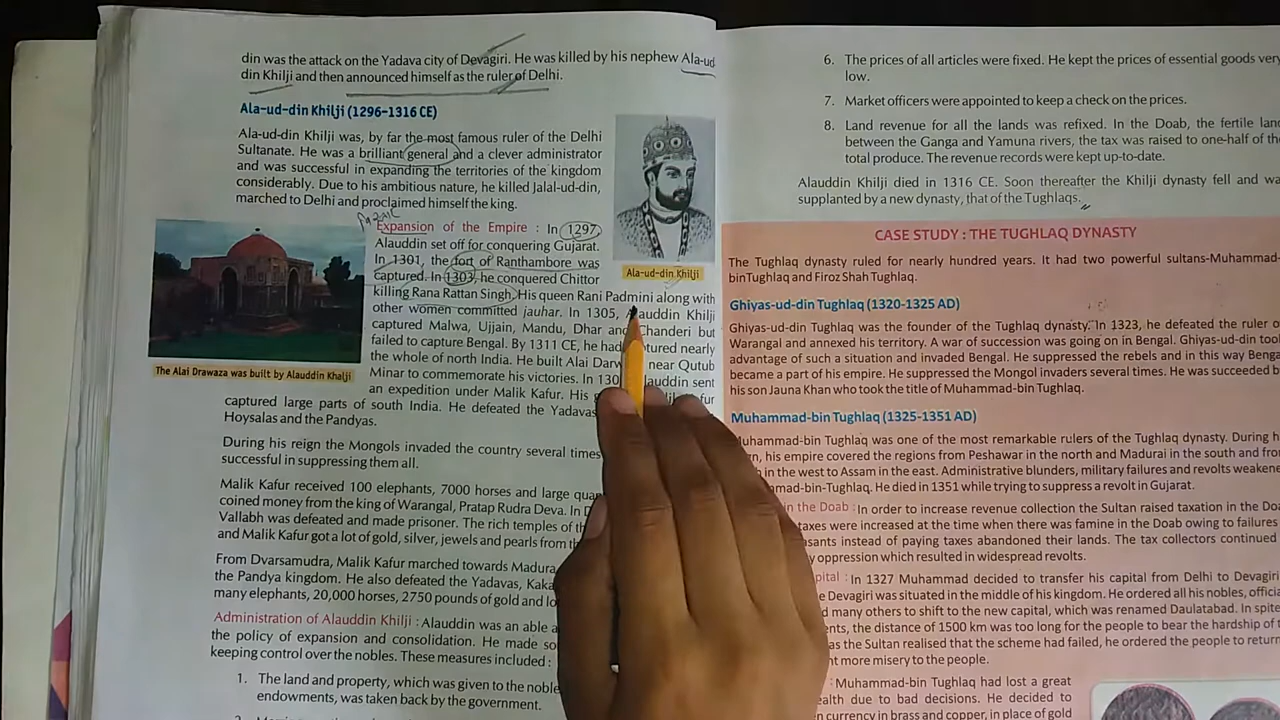 din was the attack on the Yadava city of Devagiri. He was killed by his nephew Ala-ud
din Khilji and then announced himself as the ruler of Delhi.
Ala-ud-din Khilji (1296–1316 CE)
Ala-ud-din Khilji was, by far the most famous ruler of the Delhi
Sultanate. He was a brilliant general and a clever administrator
and was successful in expanding the territories of the kingdom
considerably. Due to his ambitious nature, he killed Jalal-ud-din,
marched to Delhi and proclaimed himself the king.
Expansion of the Empire : In 1297,
Alauddin set off for conquering Gujarat.
In 1301, the fort of Ranthambore was
captured. In 1303, he conquered Chittor
killing Rana Rattan Singh. His queen Rani Padmini along with
other women committed jauhar. In 1305, Alauddin Khilji
captured Malwa, Ujjain, Mandu, Dhar and Chanderi but
failed to capture Bengal. By 1311 CE, he had tured nearly
the whole of north India. He built Alai Darw near Qutub
Minar to commemorate his victories. In 130 lauddin sent
an expedition under Malik Kafur. His fur
captured large parts of south India. He defeated the Yadavas
Hoysalas and the Pandyas.
Ala-ud-din Khilji
The Alai Drawaza was built by Alauddin Khalji
During his reign the Mongols invaded the country several times
successful in suppressing them all.
Malik Kafur received 100 elephants, 7000 horses and large quan
coined money from the king of Warangal, Pratap Rudra Deva. In D
Vallabh was defeated and made prisoner. The rich temples of th
and Malik Kafur got a lot of gold, silver, jewels and pearls from th
From Dvarsamudra, Malik Kafur marched towards Madura
the Pandya kingdom. He also defeated the Yadavas, Kaka
many elephants, 20,000 horses, 2750 pounds of gold and lo
Administration of Alauddin Khilji : Alauddin was an able a
the policy of expansion and consolidation. He made so
keeping control over the nobles. These measures included :
1. The land and property, which was given to the noble
endowments, was taken back by the government.
6. The prices of all articles were fixed. He kept the prices of essential goods very
low.
7. Market officers were appointed to keep a check on the prices.
8. Land revenue for all the lands was refixed. In the Doab, the fertile land
between the Ganga and Yamuna rivers, the tax was raised to one-half of the
total produce. The revenue records were kept up-to-date.
Alauddin Khilji died in 1316 CE. Soon thereafter the Khilji dynasty fell and wa
supplanted by a new dynasty, that of the Tughlaqs.
CASE STUDY : THE TUGHLAQ DYNASTY
The Tughlaq dynasty ruled for nearly hundred years. It had two powerful sultans-Muhammad-
binTughlaq and Firoz Shah Tughlaq.
Ghiyas-ud-din Tughlaq (1320-1325 AD)
Ghiyas-ud-din Tughlaq was the founder of the Tughlaq dynasty. In 1323, he defeated the ruler o
Warangal and annexed his territory. A war of succession was going on in Bengal. Ghiyas-ud-din took
advantage of such a situation and invaded Bengal. He suppressed the rebels and in this way Benga
became a part of his empire. He suppressed the Mongol invaders several times. He was succeeded b
his son Jauna Khan who took the title of Muhammad-bin Tughlaq.
Muhammad-bin Tughlaq (1325-1351 AD)
Muhammad-bin Tughlaq was one of the most remarkable rulers of the Tughlaq dynasty. During h
n, his empire covered the regions from Peshawar in the north and Madurai in the south and fro
h in the west to Assam in the east. Administrative blunders, military failures and revolts weakene
mad-bin-Tughlaq. He died in 1351 while trying to suppress a revolt in Gujarat.
in the Doab : In order to increase revenue collection the Sultan raised taxation in the Doa
taxes were increased at the time when there was famine in the Doab owing to failures
sants instead of paying taxes abandoned their lands. The tax collectors continued
y oppression which resulted in widespread revolts.
pital : In 1327 Muhammad decided to transfer his capital from Delhi to Devagiri
e Devagiri was situated in the middle of his kingdom. He ordered all his nobles, officia
d many others to shift to the new capital, which was renamed Daulatabad. In spite
ents, the distance of 1500 km was too long for the people to bear the hardship of t
as the Sultan realised that the scheme had failed, he ordered the people to return
nt more misery to the people.
: Muhammad-bin Tughlaq had lost a great
ealth due to bad decisions. He decided to
n currency in brass and copper, in place of gold